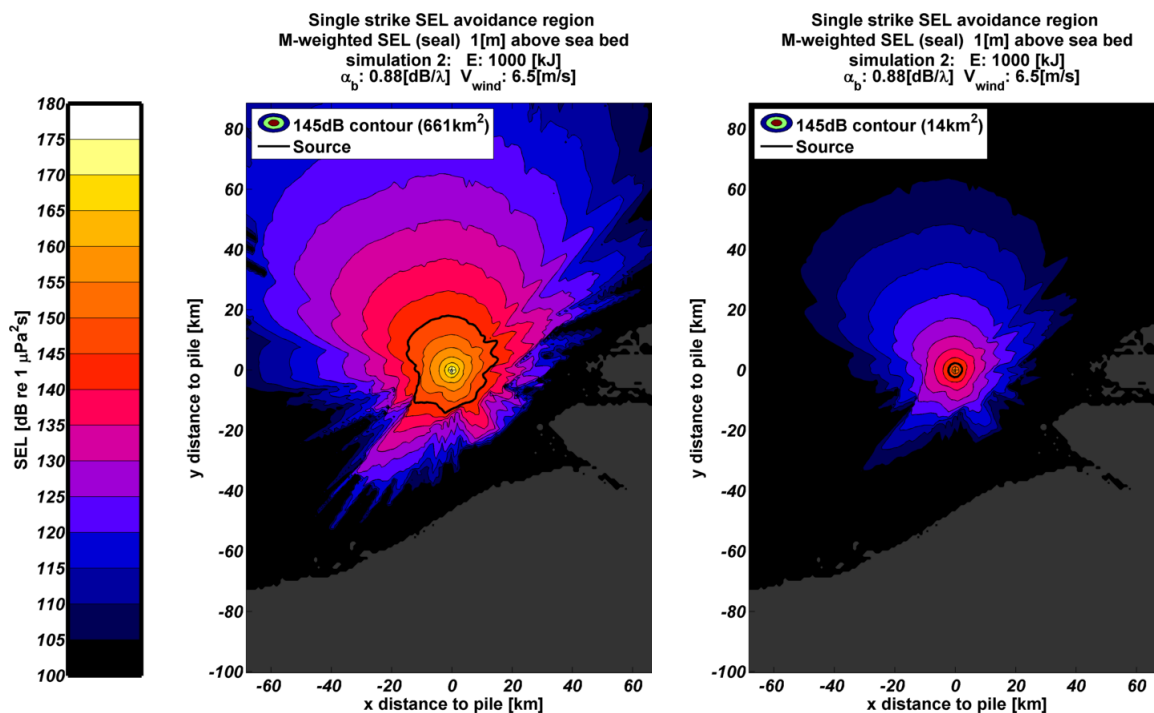 Single strike SEL avoidance region
M-weighted SEL (seal) 1[m] above sea bed
simulation 2: E: 1000 [kJ]
αb: 0.88[dB/λ] Vwind: 6.5[m/s]
Single strike SEL avoidance region
M-weighted SEL (seal) 1[m] above sea bed
simulation 2: E: 1000 [kJ]
αb: 0.88[dB/λ] Vwind: 6.5[m/s]
SEL [dB re 1 μPa²s]
180
175
170
165
160
155
150
145
140
135
130
125
120
115
110
105
100
145dB contour (661km²)
Source
y distance to pile [km]
80
60
40
20
0
-20
-40
-60
-80
-100
-60 -40 -20 0 20 40 60
x distance to pile [km]
145dB contour (14km²)
Source
y distance to pile [km]
80
60
40
20
0
-20
-40
-60
-80
-100
-60 -40 -20 0 20 40 60
x distance to pile [km]